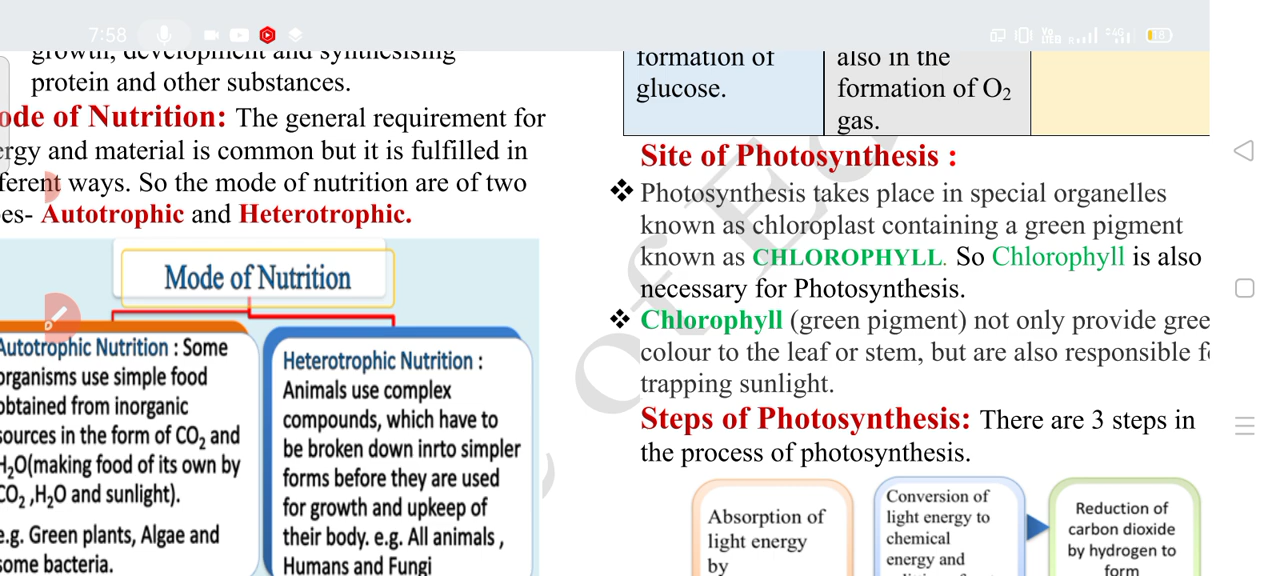 7:58
18
growth, development and synthesising
protein and other substances.
ode of Nutrition: The general requirement for
ergy and material is common but it is fulfilled in
ferent ways. So the mode of nutrition are of two
es- Autotrophic and Heterotrophic.
Mode of Nutrition
Autotrophic Nutrition : Some
organisms use simple food
obtained from inorganic
sources in the form of CO₂ and
H₂O(making food of its own by
CO₂ ,H₂O and sunlight).
e.g. Green plants, Algae and
some bacteria.
Heterotrophic Nutrition :
Animals use complex
compounds, which have to
be broken down inrto simpler
forms before they are used
for growth and upkeep of
their body. e.g. All animals ,
Humans and Fungi
formation of
glucose.
also in the
formation of O₂
gas.
Site of Photosynthesis :
❖ Photosynthesis takes place in special organelles
known as chloroplast containing a green pigment
known as CHLOROPHYLL. So Chlorophyll is also
necessary for Photosynthesis.
❖ Chlorophyll (green pigment) not only provide gree
colour to the leaf or stem, but are also responsible f
trapping sunlight.
Steps of Photosynthesis: There are 3 steps in
the process of photosynthesis.
Absorption of
light energy
by
Conversion of
light energy to
chemical
energy and
Reduction of
carbon dioxide
by hydrogen to
form
of E